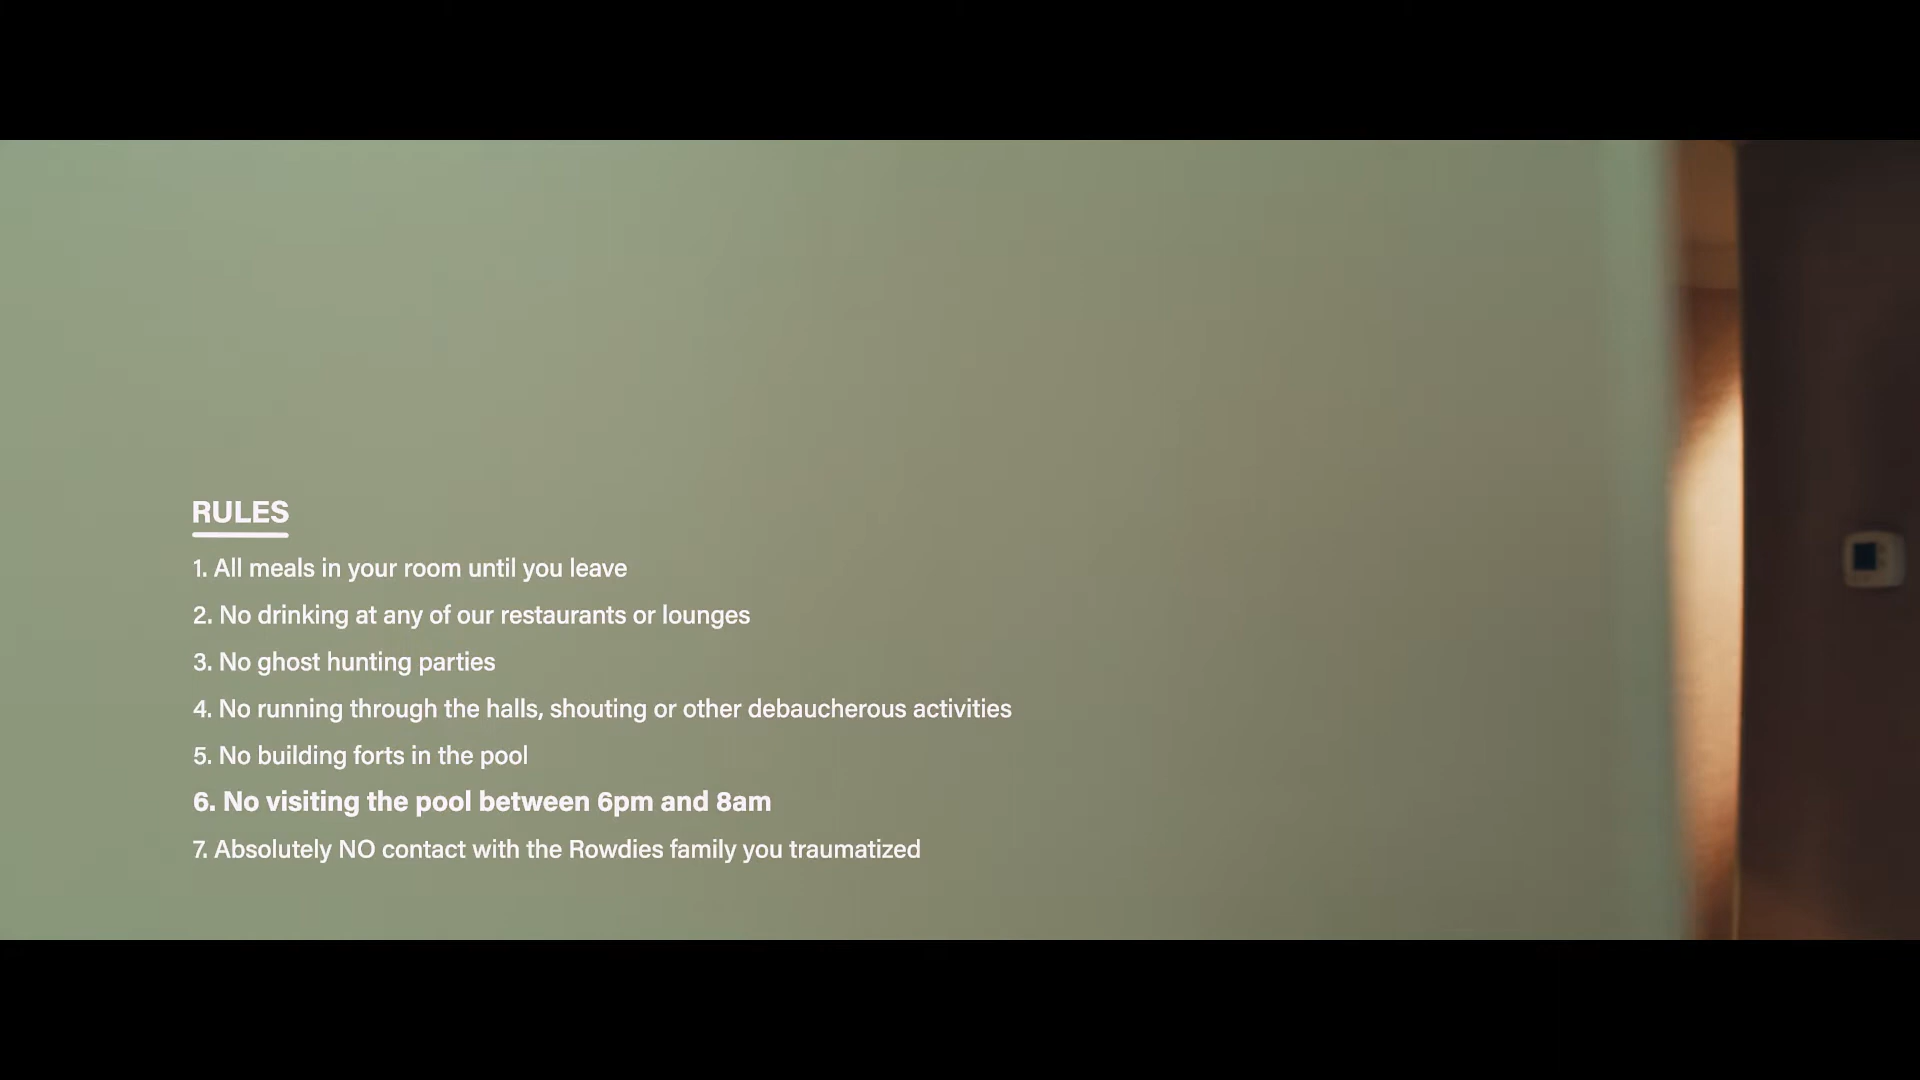 RULES
1. All meals in your room until you leave
2. No drinking at any of our restaurants or lounges
3. No ghost hunting parties
4. No running through the halls, shouting or other debaucherous activities
5. No building forts in the pool
6. No visiting the pool between 6pm and 8am
7. Absolutely NO contact with the Rowdies family you traumatized